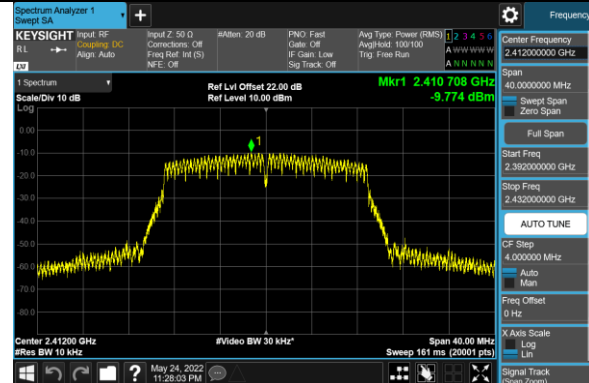 Spectrum Analyzer 1
Swept SA
+
Frequency
KEYSIGHT
RL
LXI
Input: RF
Coupling: DC
Align: Auto
Input Z: 50 Ω
Corrections: Off
Freq Ref: Int (S)
NFE: Off
#Atten: 20 dB
PNO: Fast
Gate: Off
IF Gain: Low
Sig Track: Off
Avg Type: Power (RMS)
Avg|Hold: 100/100
Trig: Free Run
1 2 3 4 5 6
A W W W W W
A N N N N N
1 Spectrum
Scale/Div 10 dB
Log
Ref Lvl Offset 22.00 dB
Ref Level 10.00 dBm
Mkr1 2.410 708 GHz
-9.774 dBm
0.00
-10.0
-20.0
-30.0
-40.0
-50.0
-60.0
-70.0
-80.0
1
Center 2.41200 GHz
#Res BW 10 kHz
#Video BW 30 kHz*
Span 40.00 MHz
Sweep 161 ms (20001 pts)
May 24, 2022
11:28:03 PM
?
Center Frequency
2.412000000 GHz
Span
40.0000000 MHz
Swept Span
Zero Span
Full Span
Start Freq
2.392000000 GHz
Stop Freq
2.432000000 GHz
AUTO TUNE
CF Step
4.000000 MHz
Auto
Man
Freq Offset
0 Hz
X Axis Scale
Log
Lin
Signal Track
(Span Zoom)